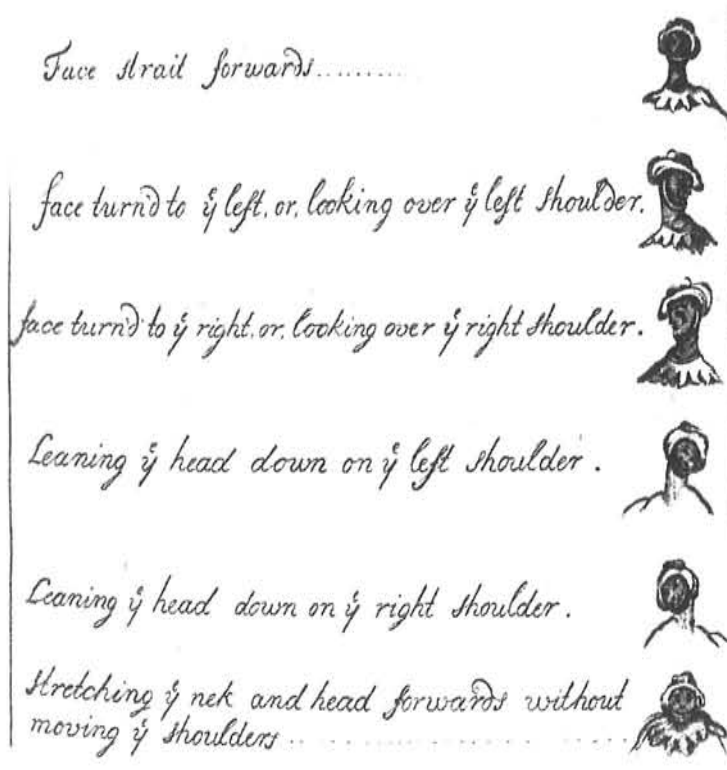 Face strait forwards..........
face turn'd to yͤ left, or, looking over yͤ left shoulder.
face turn'd to yͤ right, or, looking over yͤ right shoulder.
Leaning yͤ head down on yͤ left shoulder.
Leaning yͤ head down on yͤ right shoulder.
stretching yͤ nek and head forwards without
moving yͤ shoulders ............................